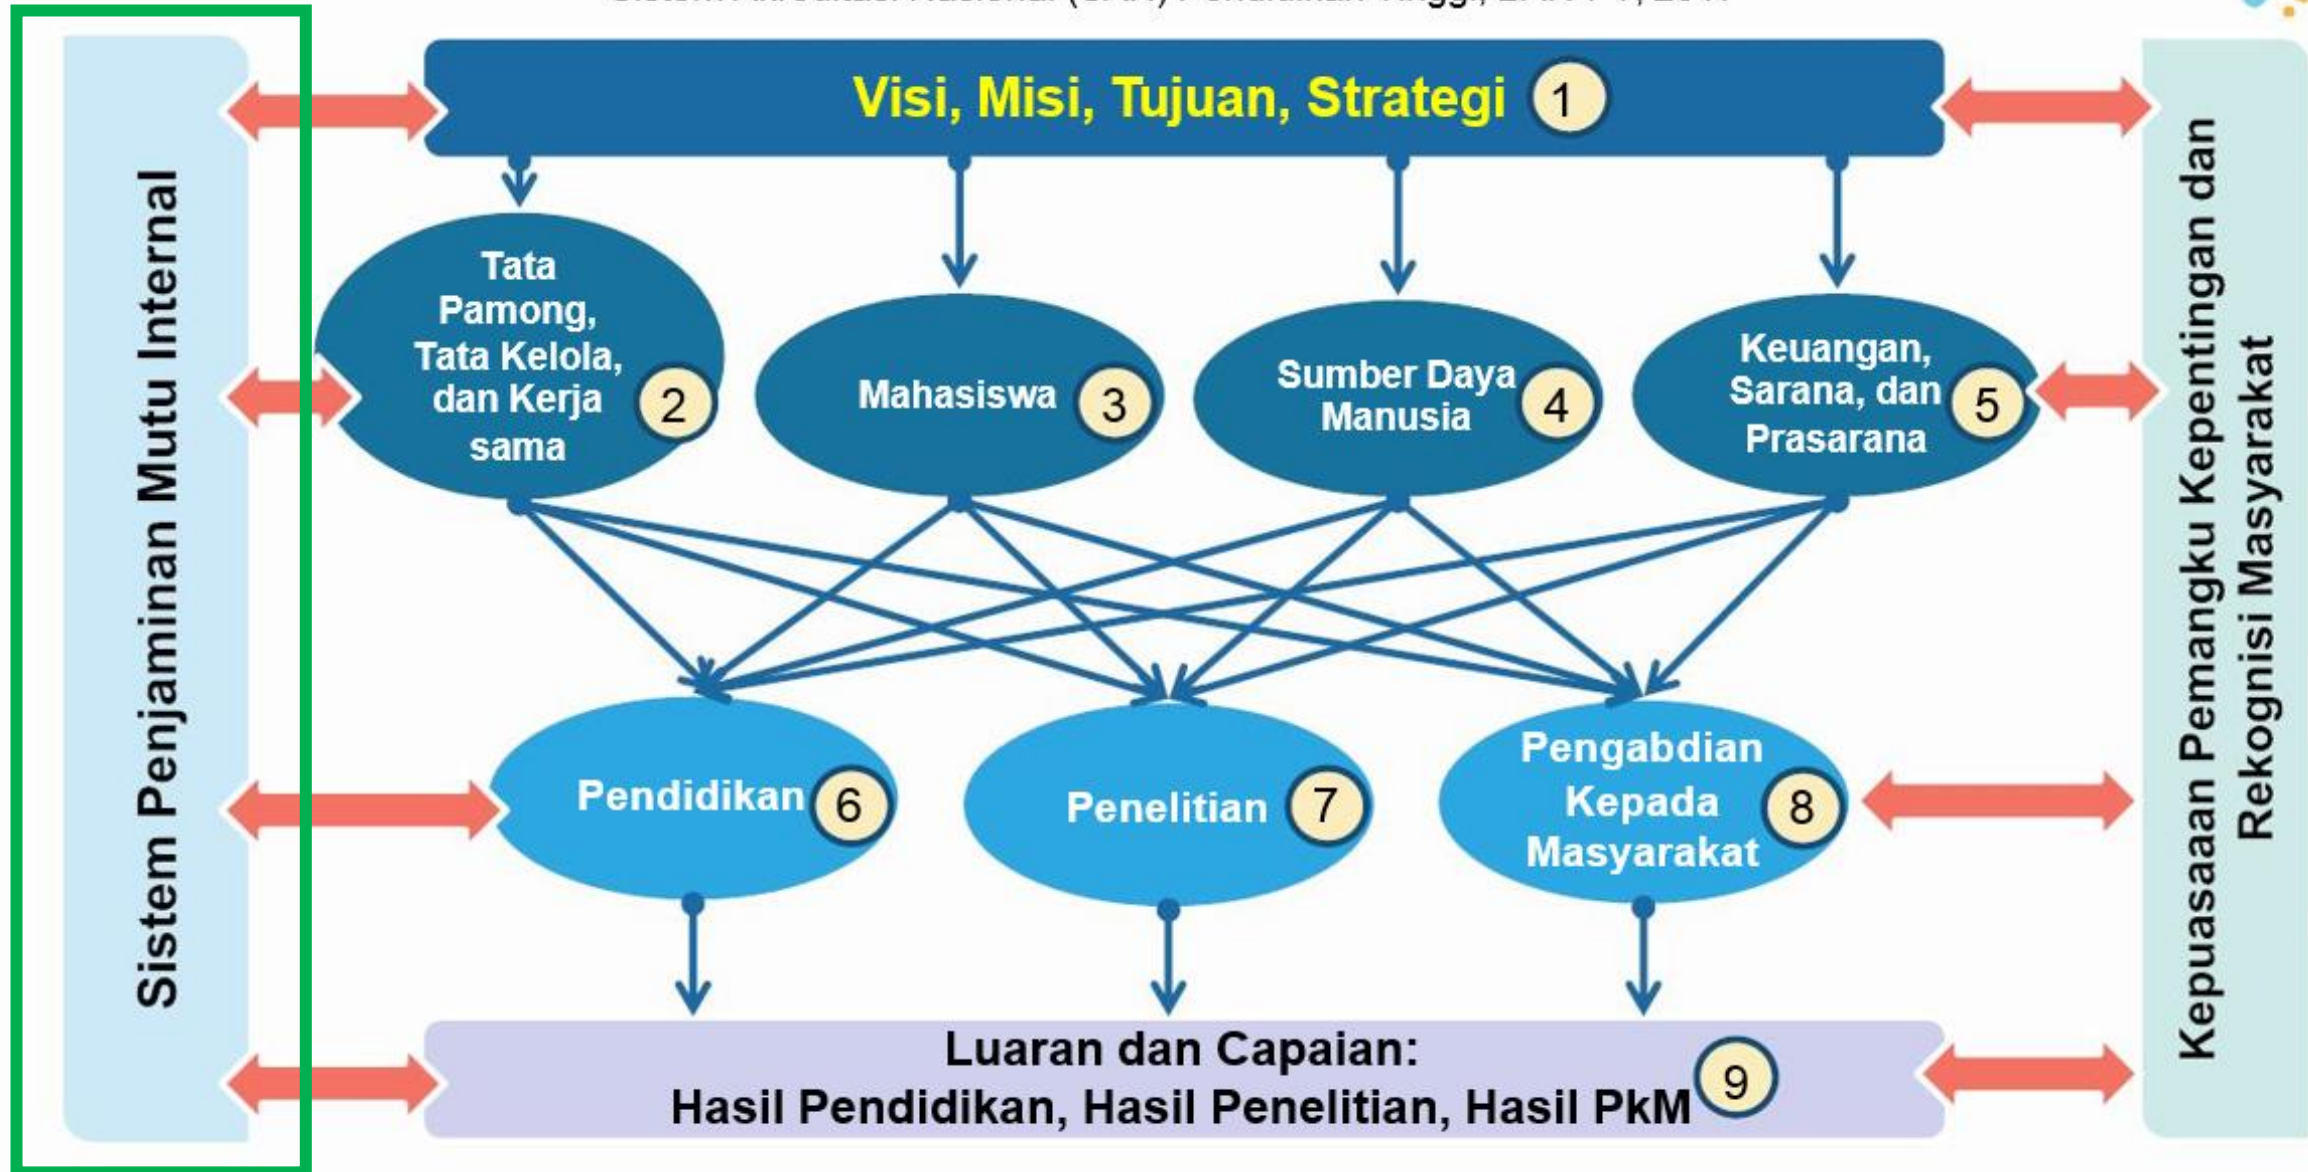 Visi, Misi, Tujuan, Strategi 1
Sistem Penjaminan Mutu Internal
Tata
Pamong,
Tata Kelola,
dan Kerja
sama
2
Mahasiswa 3
Sumber Daya
Manusia
4
Keuangan,
Sarana, dan
Prasarana
5
Pendidikan 6
Penelitian 7
Pengabdian
Kepada
Masyarakat
8
Luaran dan Capaian:
Hasil Pendidikan, Hasil Penelitian, Hasil PkM
9
Kepuasaaan Pemangku Kepentingan dan
Rekognisi Masyarakat